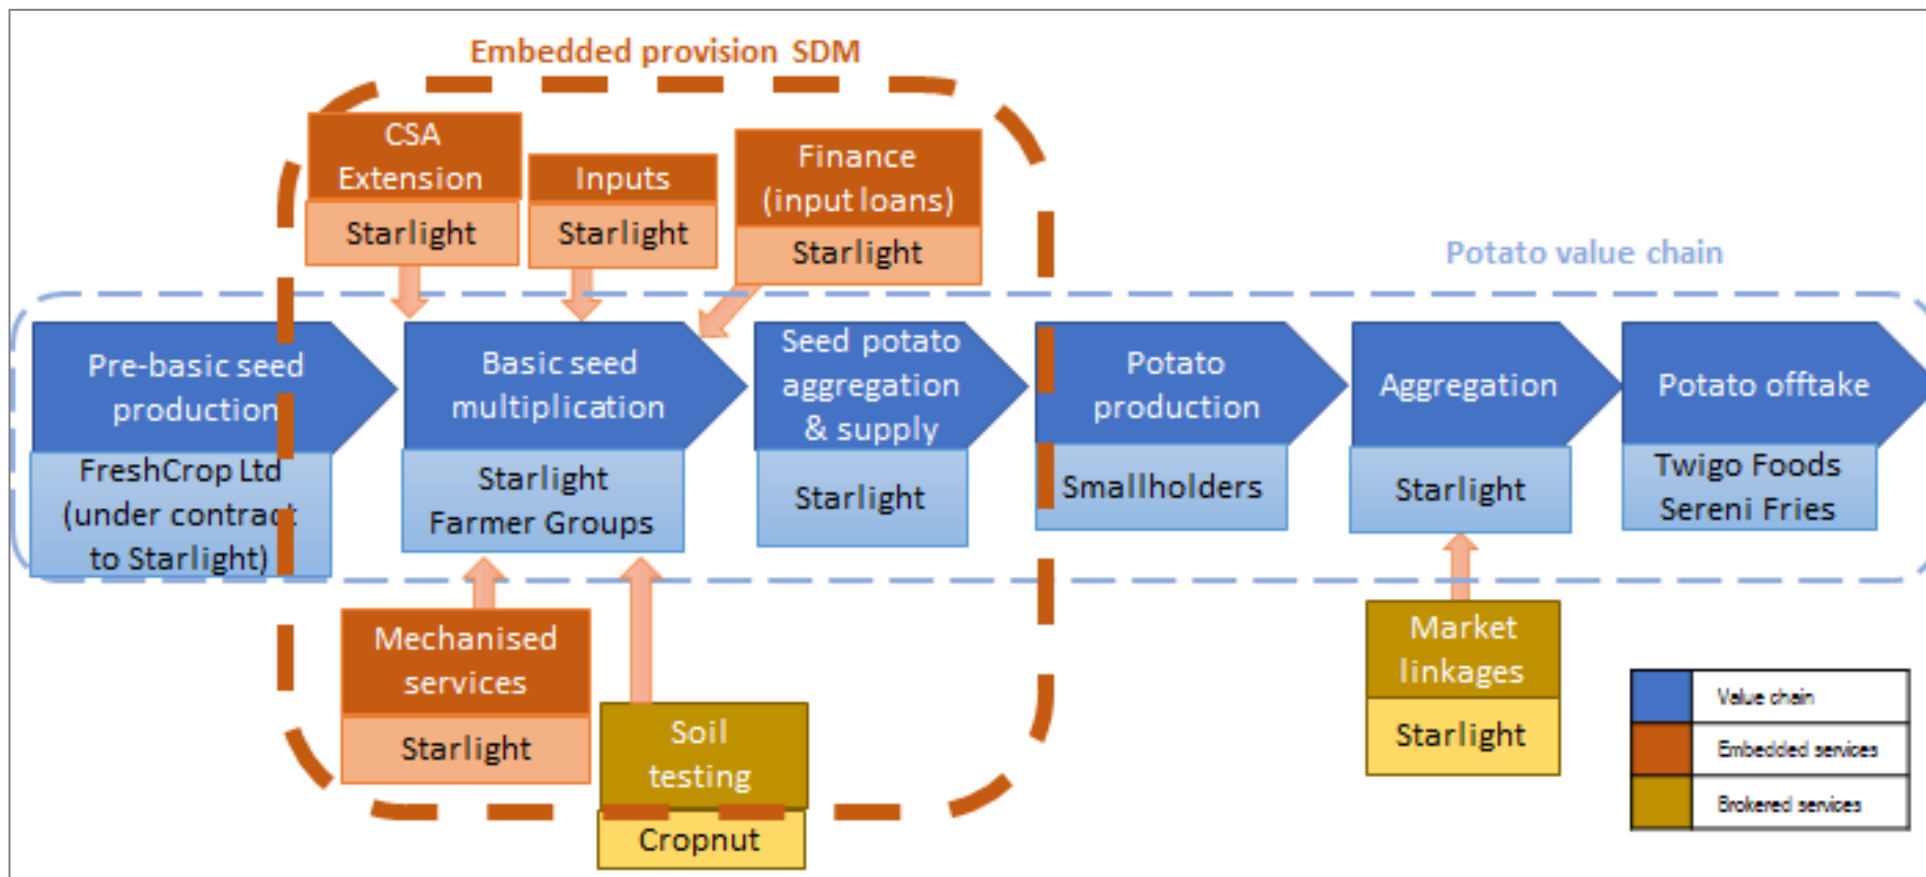 Embedded provision SDM
CSA
Extension
Starlight
Inputs
Starlight
Finance
(input loans)
Starlight
Potato value chain
Pre-basic seed
production
FreshCrop Ltd
(under contract
to Starlight)
Basic seed
multiplication
Starlight
Farmer Groups
Seed potato
aggregation
& supply
Starlight
Potato
production
Smallholders
Aggregation
Starlight
Potato offtake
Twigo Foods
Sereni Fries
Mechanised
services
Starlight
Soil
testing
Cropnut
Market
linkages
Starlight
Value chain
Embedded services
Brokered services